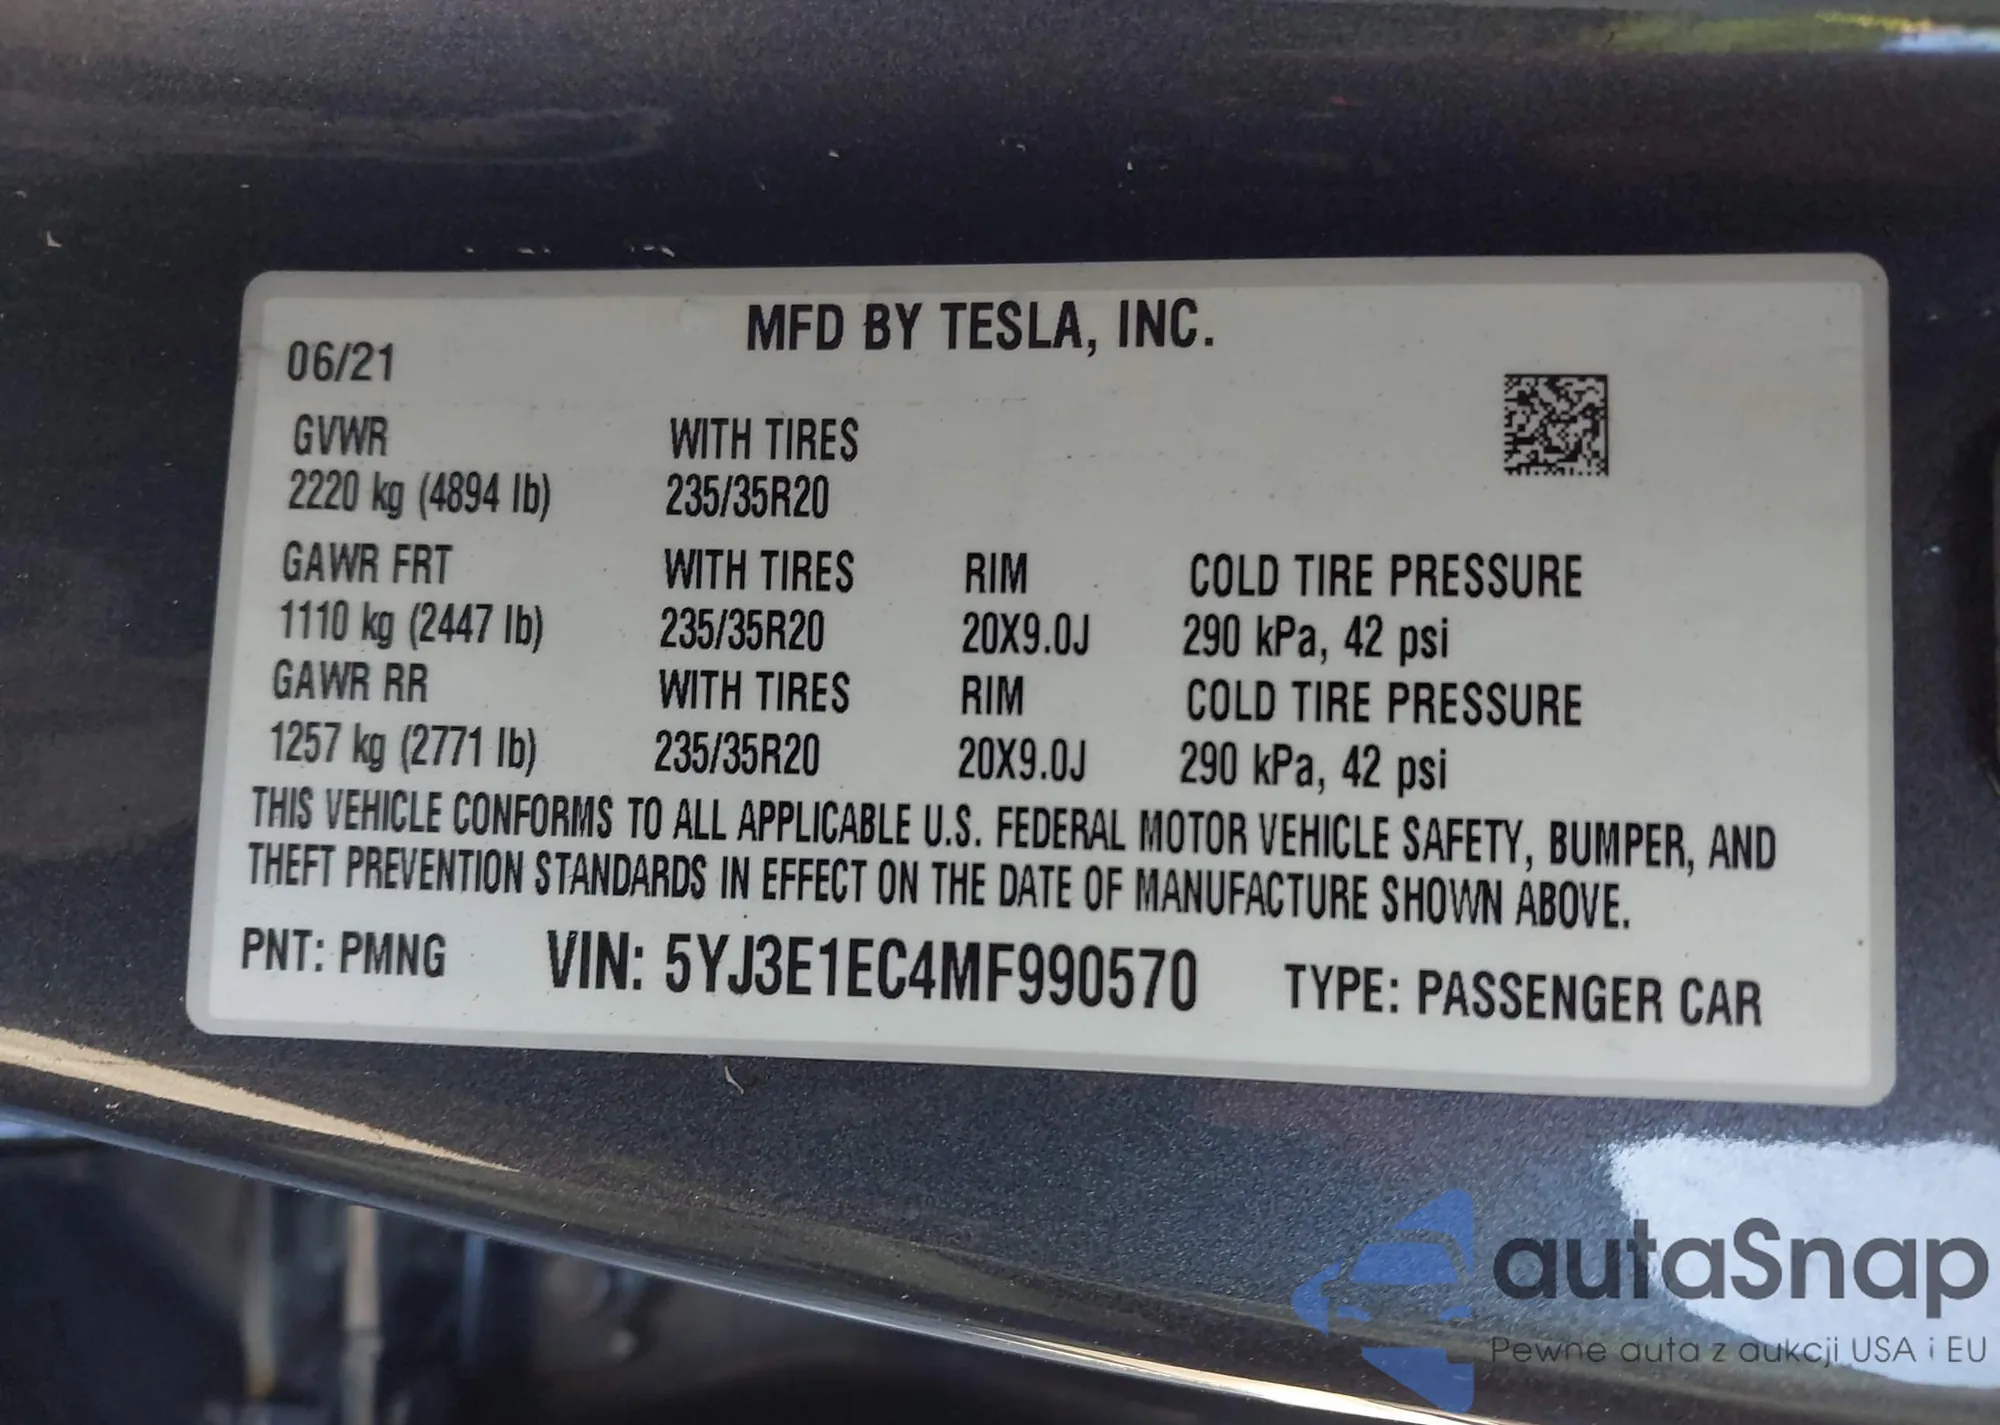 MFD BY TESLA, INC.
06/21
GVWR WITH TIRES
2220 kg (4894 lb) 235/35R20
GAWR FRT WITH TIRES RIM COLD TIRE PRESSURE
1110 kg (2447 lb) 235/35R20 20X9.0J 290 kPa, 42 psi
GAWR RR WITH TIRES RIM COLD TIRE PRESSURE
1257 kg (2771 lb) 235/35R20 20X9.0J 290 kPa, 42 psi
THIS VEHICLE CONFORMS TO ALL APPLICABLE U.S. FEDERAL MOTOR VEHICLE SAFETY, BUMPER, AND
THEFT PREVENTION STANDARDS IN EFFECT ON THE DATE OF MANUFACTURE SHOWN ABOVE.
PNT: PMNG VIN: 5YJ3E1EC4MF990570 TYPE: PASSENGER CAR
autaSnap
Pewne auta z aukcji USA i EU